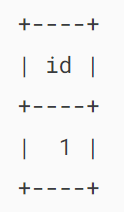 +----+
| id |
+----+
|  1 |
+----+